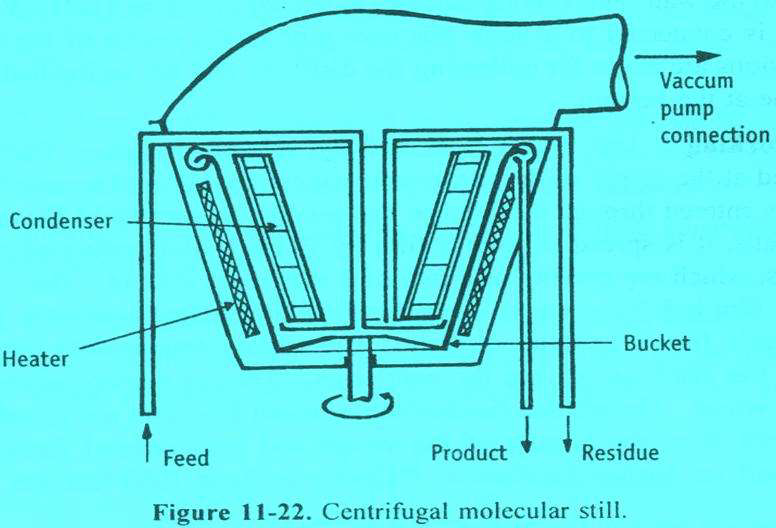 Vaccum
pump
connection
Condenser
Heater
Bucket
Feed
Product
Residue
Figure 11-22. Centrifugal molecular still.